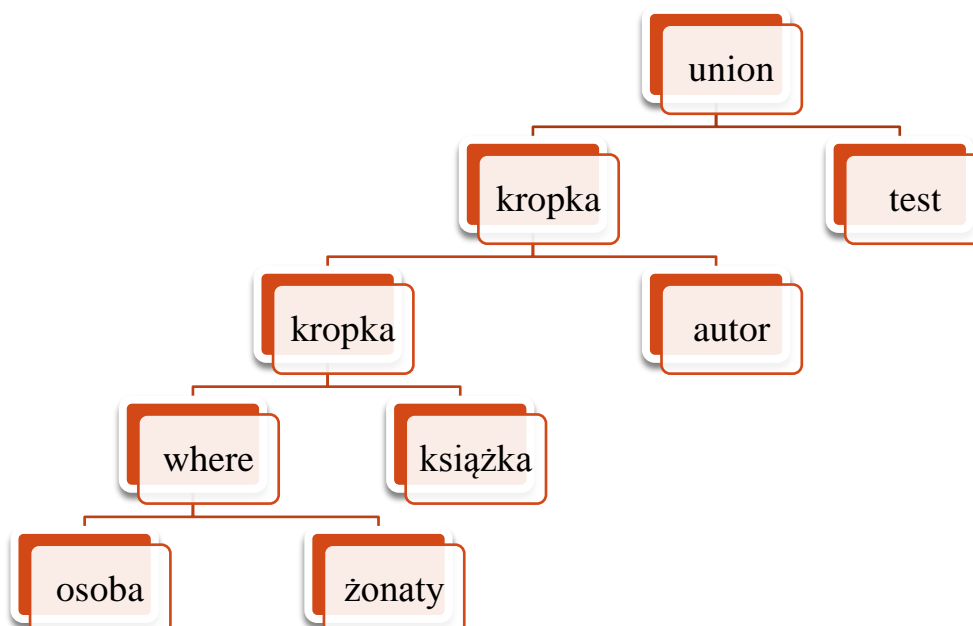 union
kropka
test
kropka
autor
where
książka
osoba
żonaty